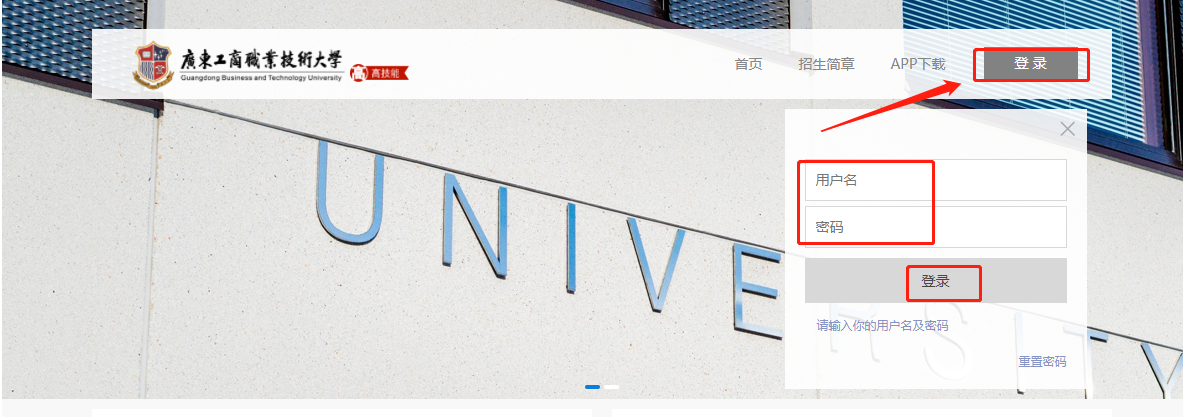 廣東工商職業技術大學
Guangdong Business and Technology University
高技能
首页
招生简章
APP下载
登录
用户名
密码
登录
请输入你的用户名及密码
重置密码
UNIVERSITY